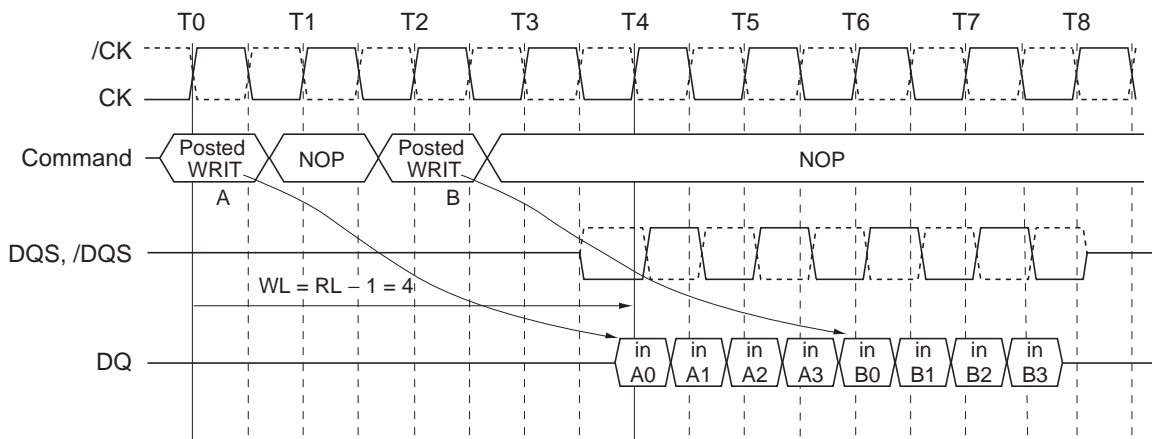 T0 T1 T2 T3 T4 T5 T6 T7 T8
/CK
CK
Command
Posted
WRIT
A
NOP
Posted
WRIT
B
NOP
DQS, /DQS
WL = RL − 1 = 4
DQ
in
A0
in
A1
in
A2
in
A3
in
B0
in
B1
in
B2
in
B3